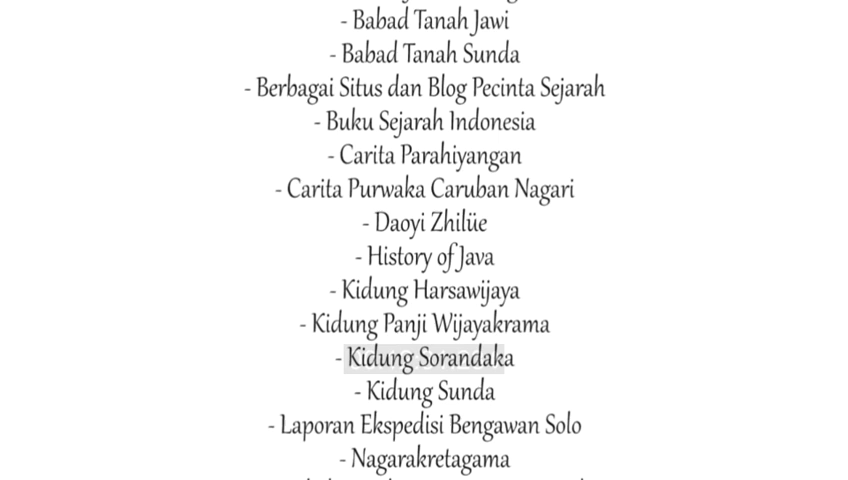 - Babad Tanah Jawi
- Babad Tanah Sunda
- Berbagai Situs dan Blog Pecinta Sejarah
- Buku Sejarah Indonesia
- Carita Parahiyangan
- Carita Purwaka Caruban Nagari
- Daoyi Zhilüe
- History of Java
- Kidung Harsawijaya
- Kidung Panji Wijayakrama
- Kidung Sorandaka
- Kidung Sunda
- Laporan Ekspedisi Bengawan Solo
- Nagarakretagama